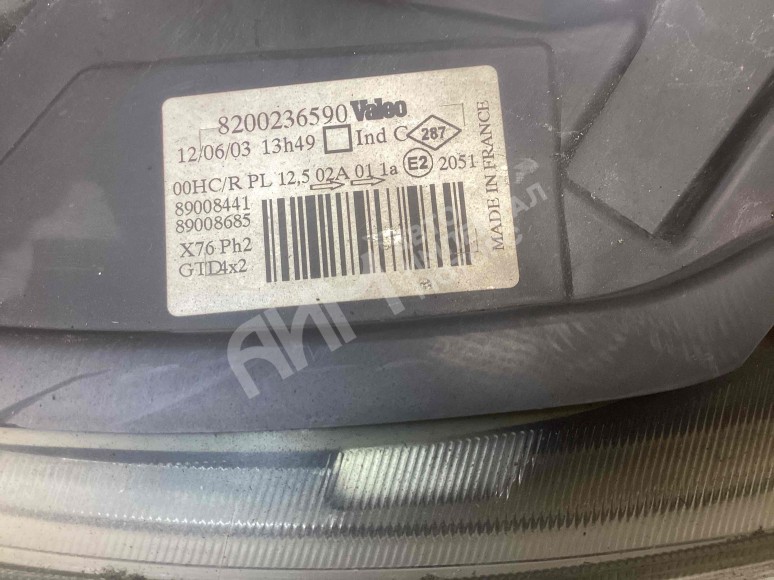 8200236590 Valeo
12/06/03 13h49 Ind C 287
00HC/R PL 12,5 02A 01 1a E2 2051
89008441
89008685
X76 Ph2
GTD4x2
MADE IN FRANCE